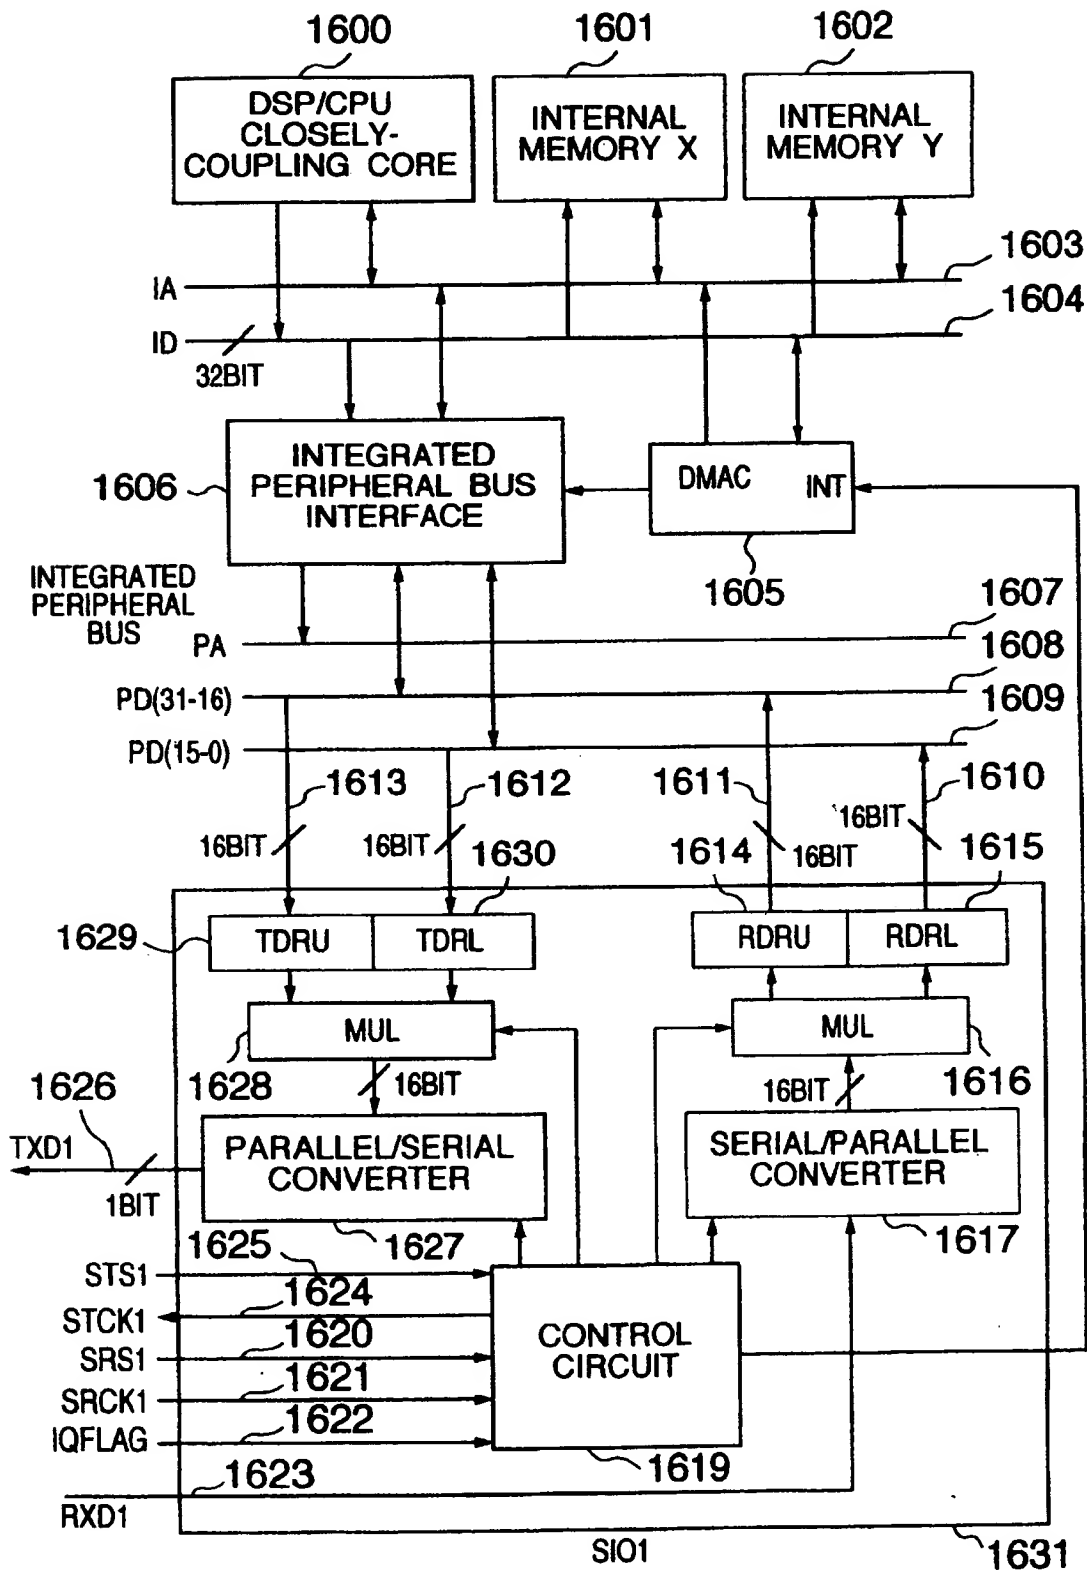 1600
1601
1602
DSP/CPU
CLOSELY-
COUPLING CORE
INTERNAL
MEMORY X
INTERNAL
MEMORY Y
1603
IA
1604
ID
32BIT
INTEGRATED
PERIPHERAL BUS
INTERFACE
1606
DMAC
INT
1605
INTEGRATED
PERIPHERAL
BUS
1607
PA
1608
PD(31-16)
1609
PD(15-0)
1613
1612
1611
1610
16BIT
16BIT
16BIT
16BIT
1630
1614
1615
1629
TDRU
TDRL
RDRU
RDRL
MUL
MUL
1628
16BIT
16BIT
1616
1626
TXD1
1BIT
PARALLEL/SERIAL
CONVERTER
SERIAL/PARALLEL
CONVERTER
1627
1617
1625
STS1
1624
STCK1
1620
SRS1
1621
SRCK1
1622
IQFLAG
CONTROL
CIRCUIT
1619
1623
RXD1
SIO1
1631